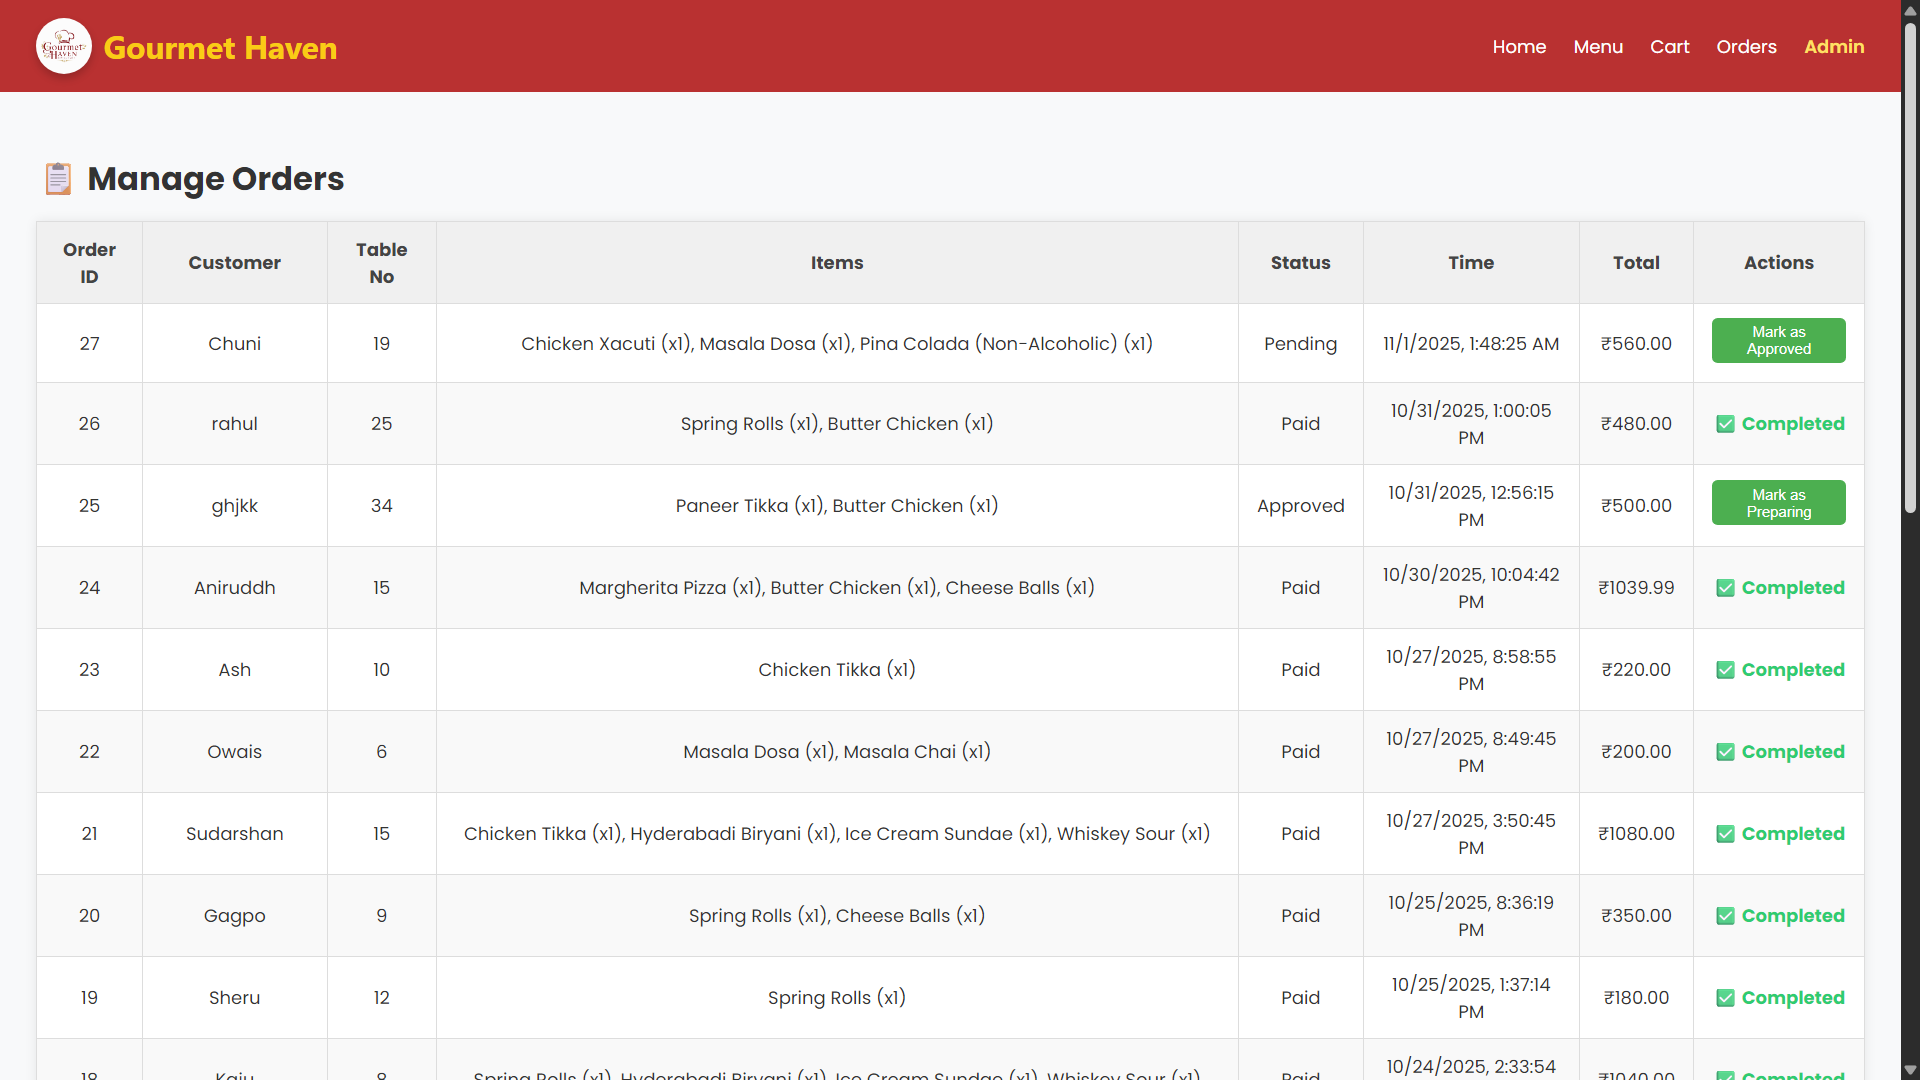 Gourmet
HAVEN
Gourmet Haven
Home Menu Cart Orders Admin
Manage Orders
Order ID Customer Table No Items Status Time Total Actions
27 Chuni 19 Chicken Xacuti (x1), Masala Dosa (x1), Pina Colada (Non-Alcoholic) (x1) Pending 11/1/2025, 1:48:25 AM ₹560.00 Mark as Approved
26 rahul 25 Spring Rolls (x1), Butter Chicken (x1) Paid 10/31/2025, 1:00:05 PM ₹480.00 Completed
25 ghjkk 34 Paneer Tikka (x1), Butter Chicken (x1) Approved 10/31/2025, 12:56:15 PM ₹500.00 Mark as Preparing
24 Aniruddh 15 Margherita Pizza (x1), Butter Chicken (x1), Cheese Balls (x1) Paid 10/30/2025, 10:04:42 PM ₹1039.99 Completed
23 Ash 10 Chicken Tikka (x1) Paid 10/27/2025, 8:58:55 PM ₹220.00 Completed
22 Owais 6 Masala Dosa (x1), Masala Chai (x1) Paid 10/27/2025, 8:49:45 PM ₹200.00 Completed
21 Sudarshan 15 Chicken Tikka (x1), Hyderabadi Biryani (x1), Ice Cream Sundae (x1), Whiskey Sour (x1) Paid 10/27/2025, 3:50:45 PM ₹1080.00 Completed
20 Gagpo 9 Spring Rolls (x1), Cheese Balls (x1) Paid 10/25/2025, 8:36:19 PM ₹350.00 Completed
19 Sheru 12 Spring Rolls (x1) Paid 10/25/2025, 1:37:14 PM ₹180.00 Completed
18 Kaju 8 Spring Rolls (x1), Hyderabadi Biryani (x1), Ice Cream Sundae (x1), Whiskey Sour (x1) Paid 10/24/2025, 2:33:54 ₹1040.00 Completed